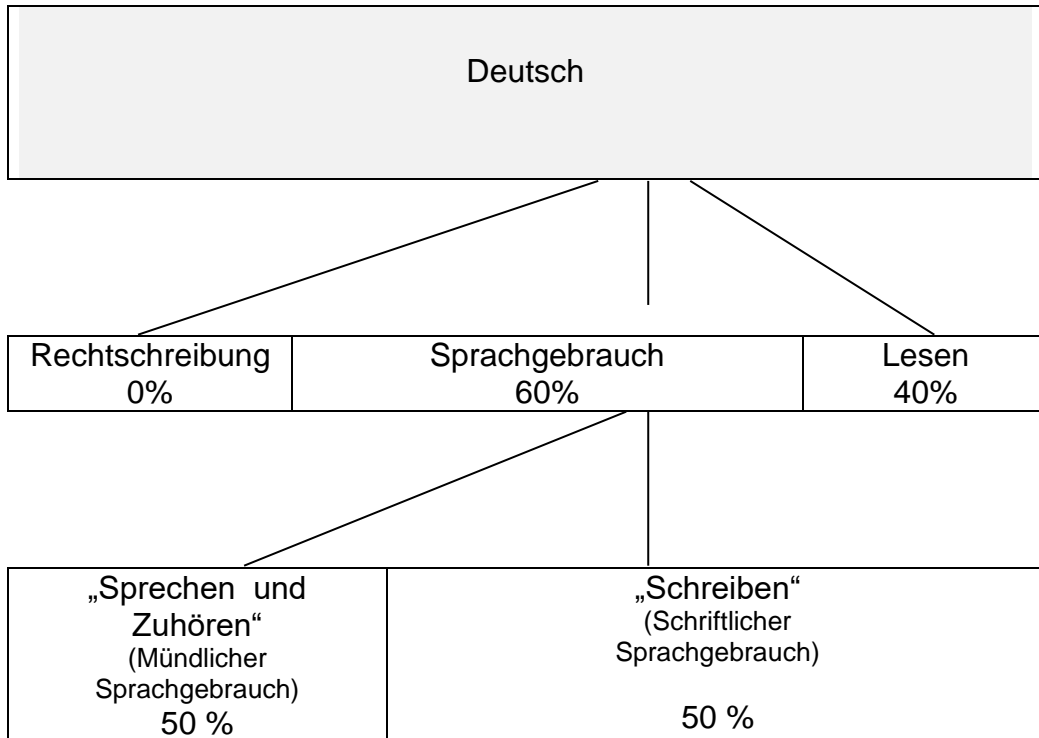 Deutsch
Rechtschreibung
0%
Sprachgebrauch
60%
Lesen
40%
„Sprechen und
Zuhören“
(Mündlicher
Sprachgebrauch)
50 %
„Schreiben“
(Schriftlicher
Sprachgebrauch)
50 %